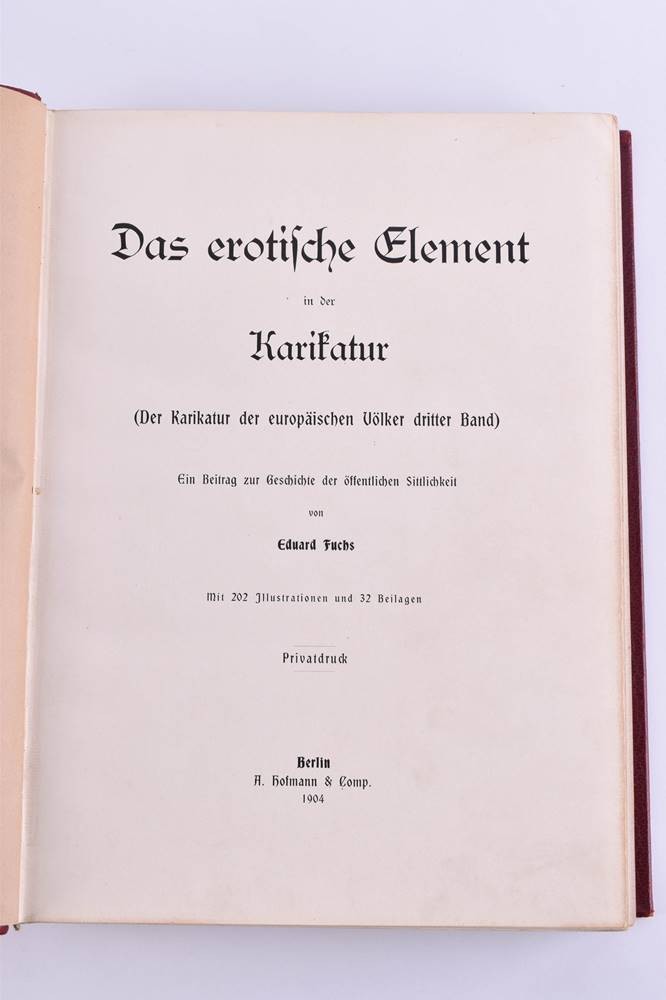 Das erotiſche Element
in der
Karikatur
(Der Karikatur der europäischen Völker dritter Band)
Ein Beitrag zur Geschichte der öffentlichen Sittlichkeit
von
Eduard Fuchs
Mit 202 Illustrationen und 32 Beilagen
Privatdruck
Berlin
A. Hofmann & Comp.
1904